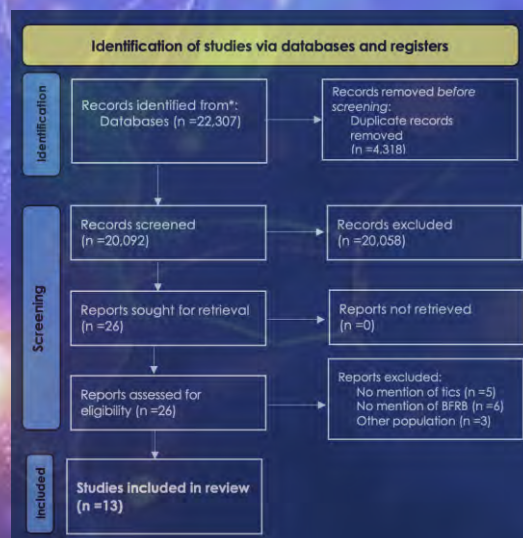 Identification of studies via databases and registers
Identification
Records identified from*:
Databases (n =22,307)
Records removed before
screening:
Duplicate records
removed
(n =4,318)
Screening
Records screened
(n =20,092)
Records excluded
(n =20,058)
Reports sought for retrieval
(n =26)
Reports not retrieved
(n =0)
Reports assessed for
eligibility (n =26)
Reports excluded:
No mention of tics (n =5)
No mention of BFRB (n =6)
Other population (n =3)
Included
Studies included in review
(n =13)